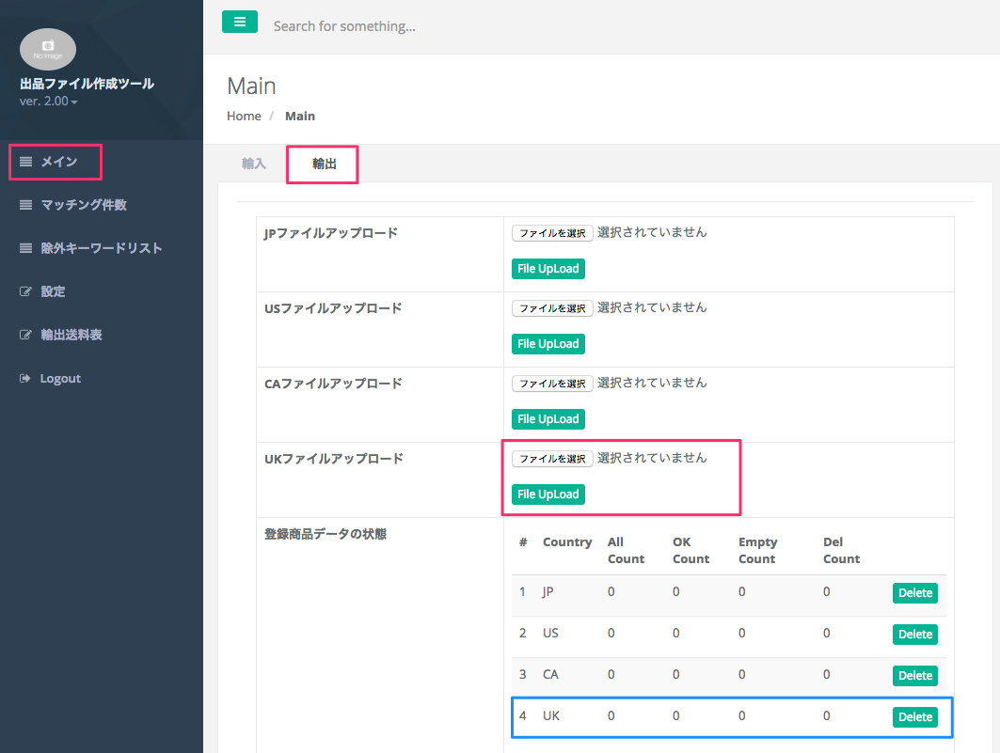 No Image
出品ファイル作成ツール
ver. 2.00
メイン
マッチング件数
除外キーワードリスト
設定
輸出送料表
Logout
Search for something...
Main
Home / Main
輸入 輸出
JPファイルアップロード ファイルを選択 選択されていません
File UpLoad
USファイルアップロード ファイルを選択 選択されていません
File UpLoad
CAファイルアップロード ファイルを選択 選択されていません
File UpLoad
UKファイルアップロード ファイルを選択 選択されていません
File UpLoad
登録商品データの状態
# Country All Count OK Count Empty Count Del Count
1 JP 0 0 0 0 Delete
2 US 0 0 0 0 Delete
3 CA 0 0 0 0 Delete
4 UK 0 0 0 0 Delete